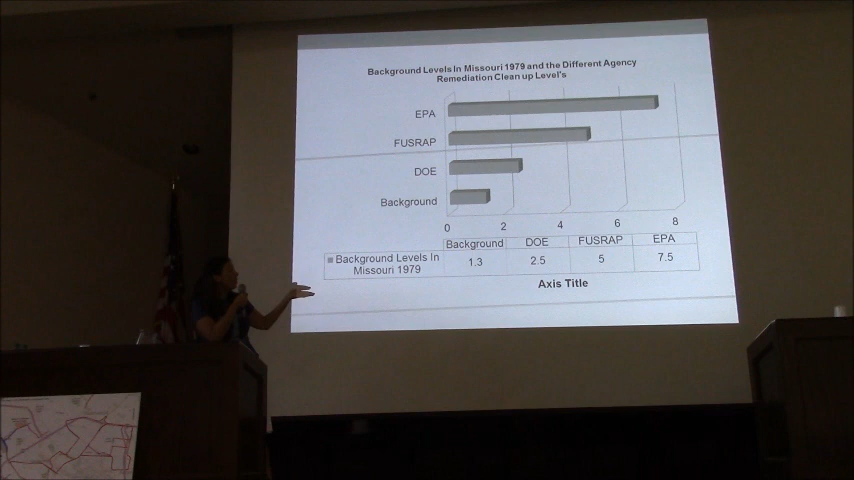 Background Levels In Missouri 1979 and the Different Agency
Remediation Clean up Level's
EPA
FUSRAP
DOE
Background
0 2 4 6 8
Background DOE FUSRAP EPA
Background Levels In
Missouri 1979
1.3 2.5 5 7.5
Axis Title